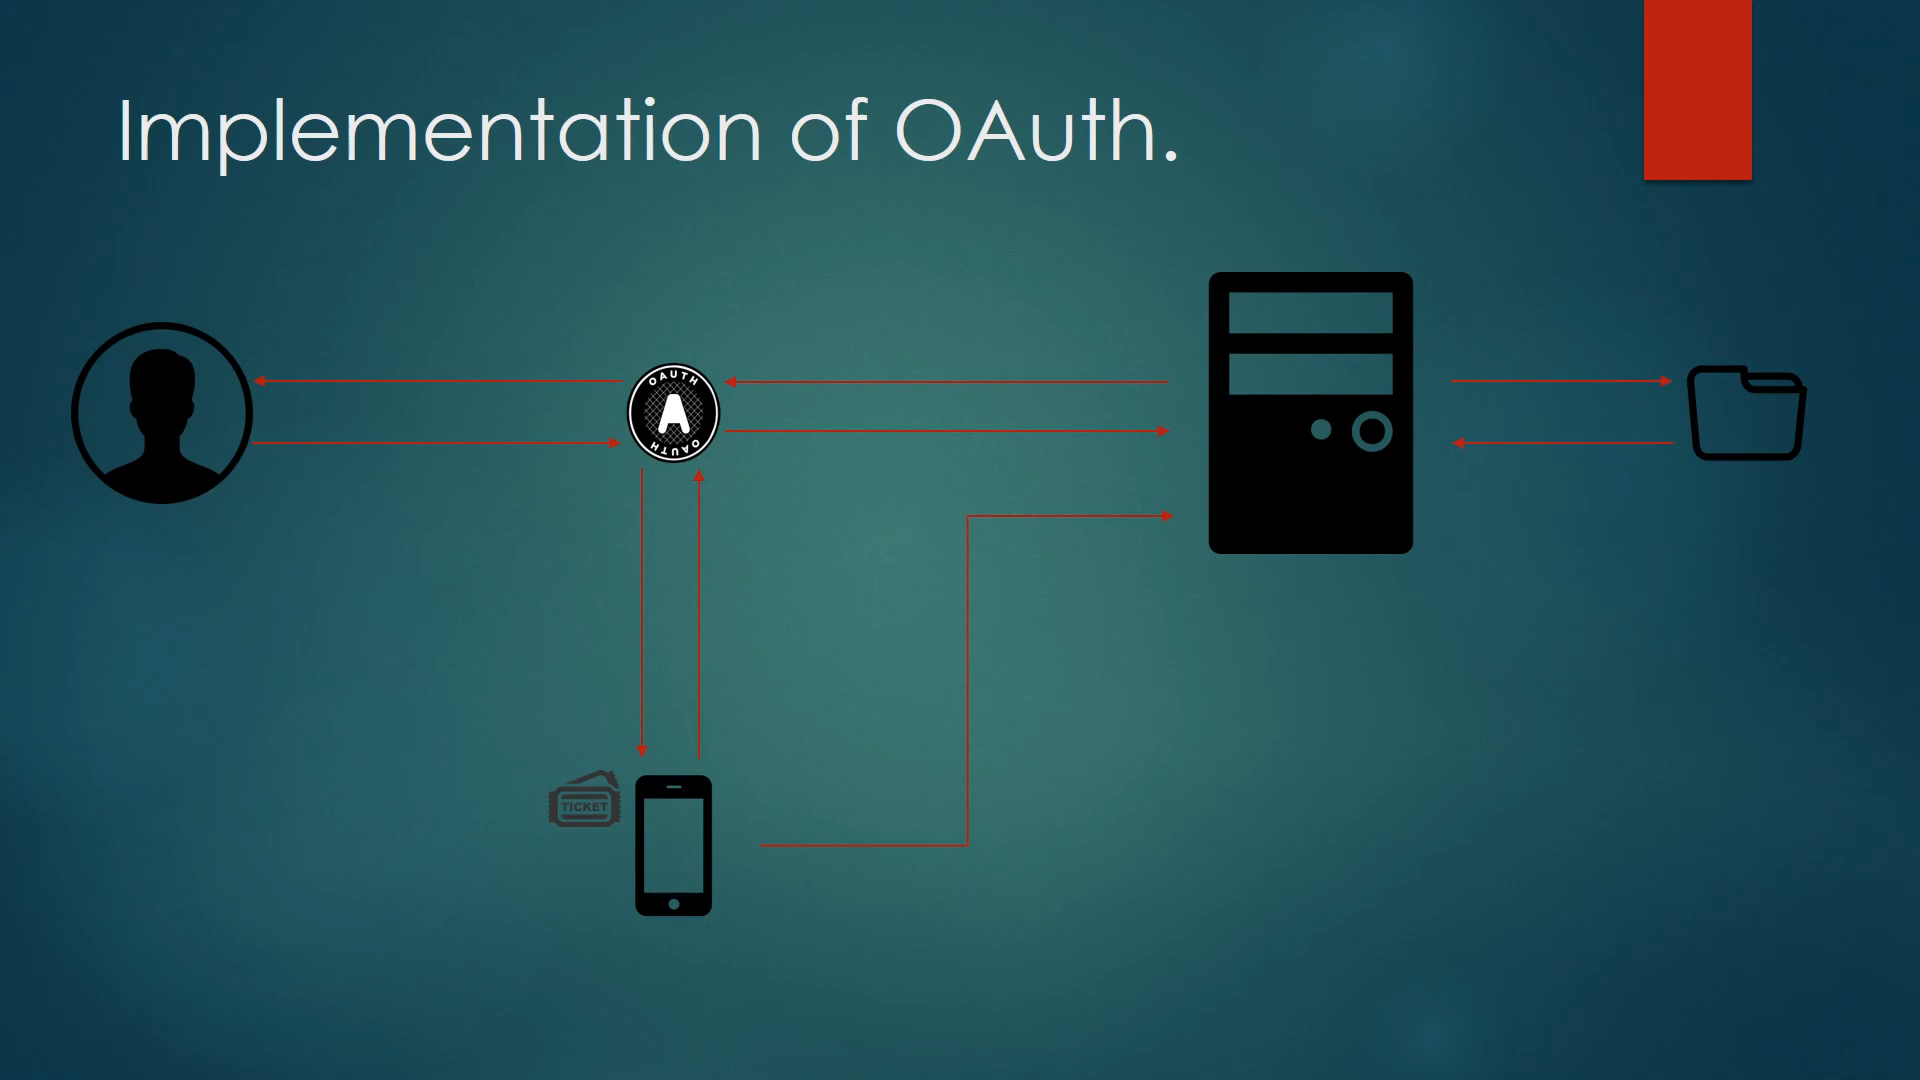 Implementation of OAuth.
OAUTH
A
OAUTH
TICKET